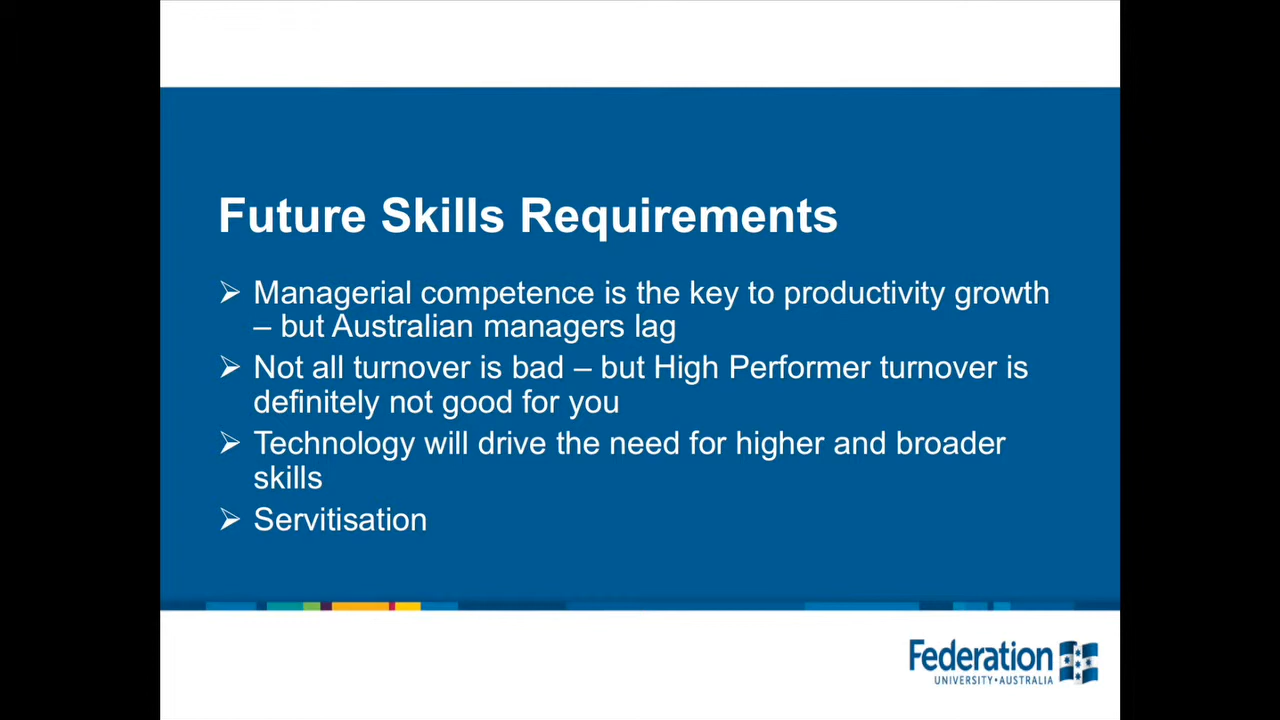 Future Skills Requirements
➢ Managerial competence is the key to productivity growth
– but Australian managers lag
➢ Not all turnover is bad – but High Performer turnover is
definitely not good for you
➢ Technology will drive the need for higher and broader
skills
➢ Servitisation
Federation
UNIVERSITY • AUSTRALIA